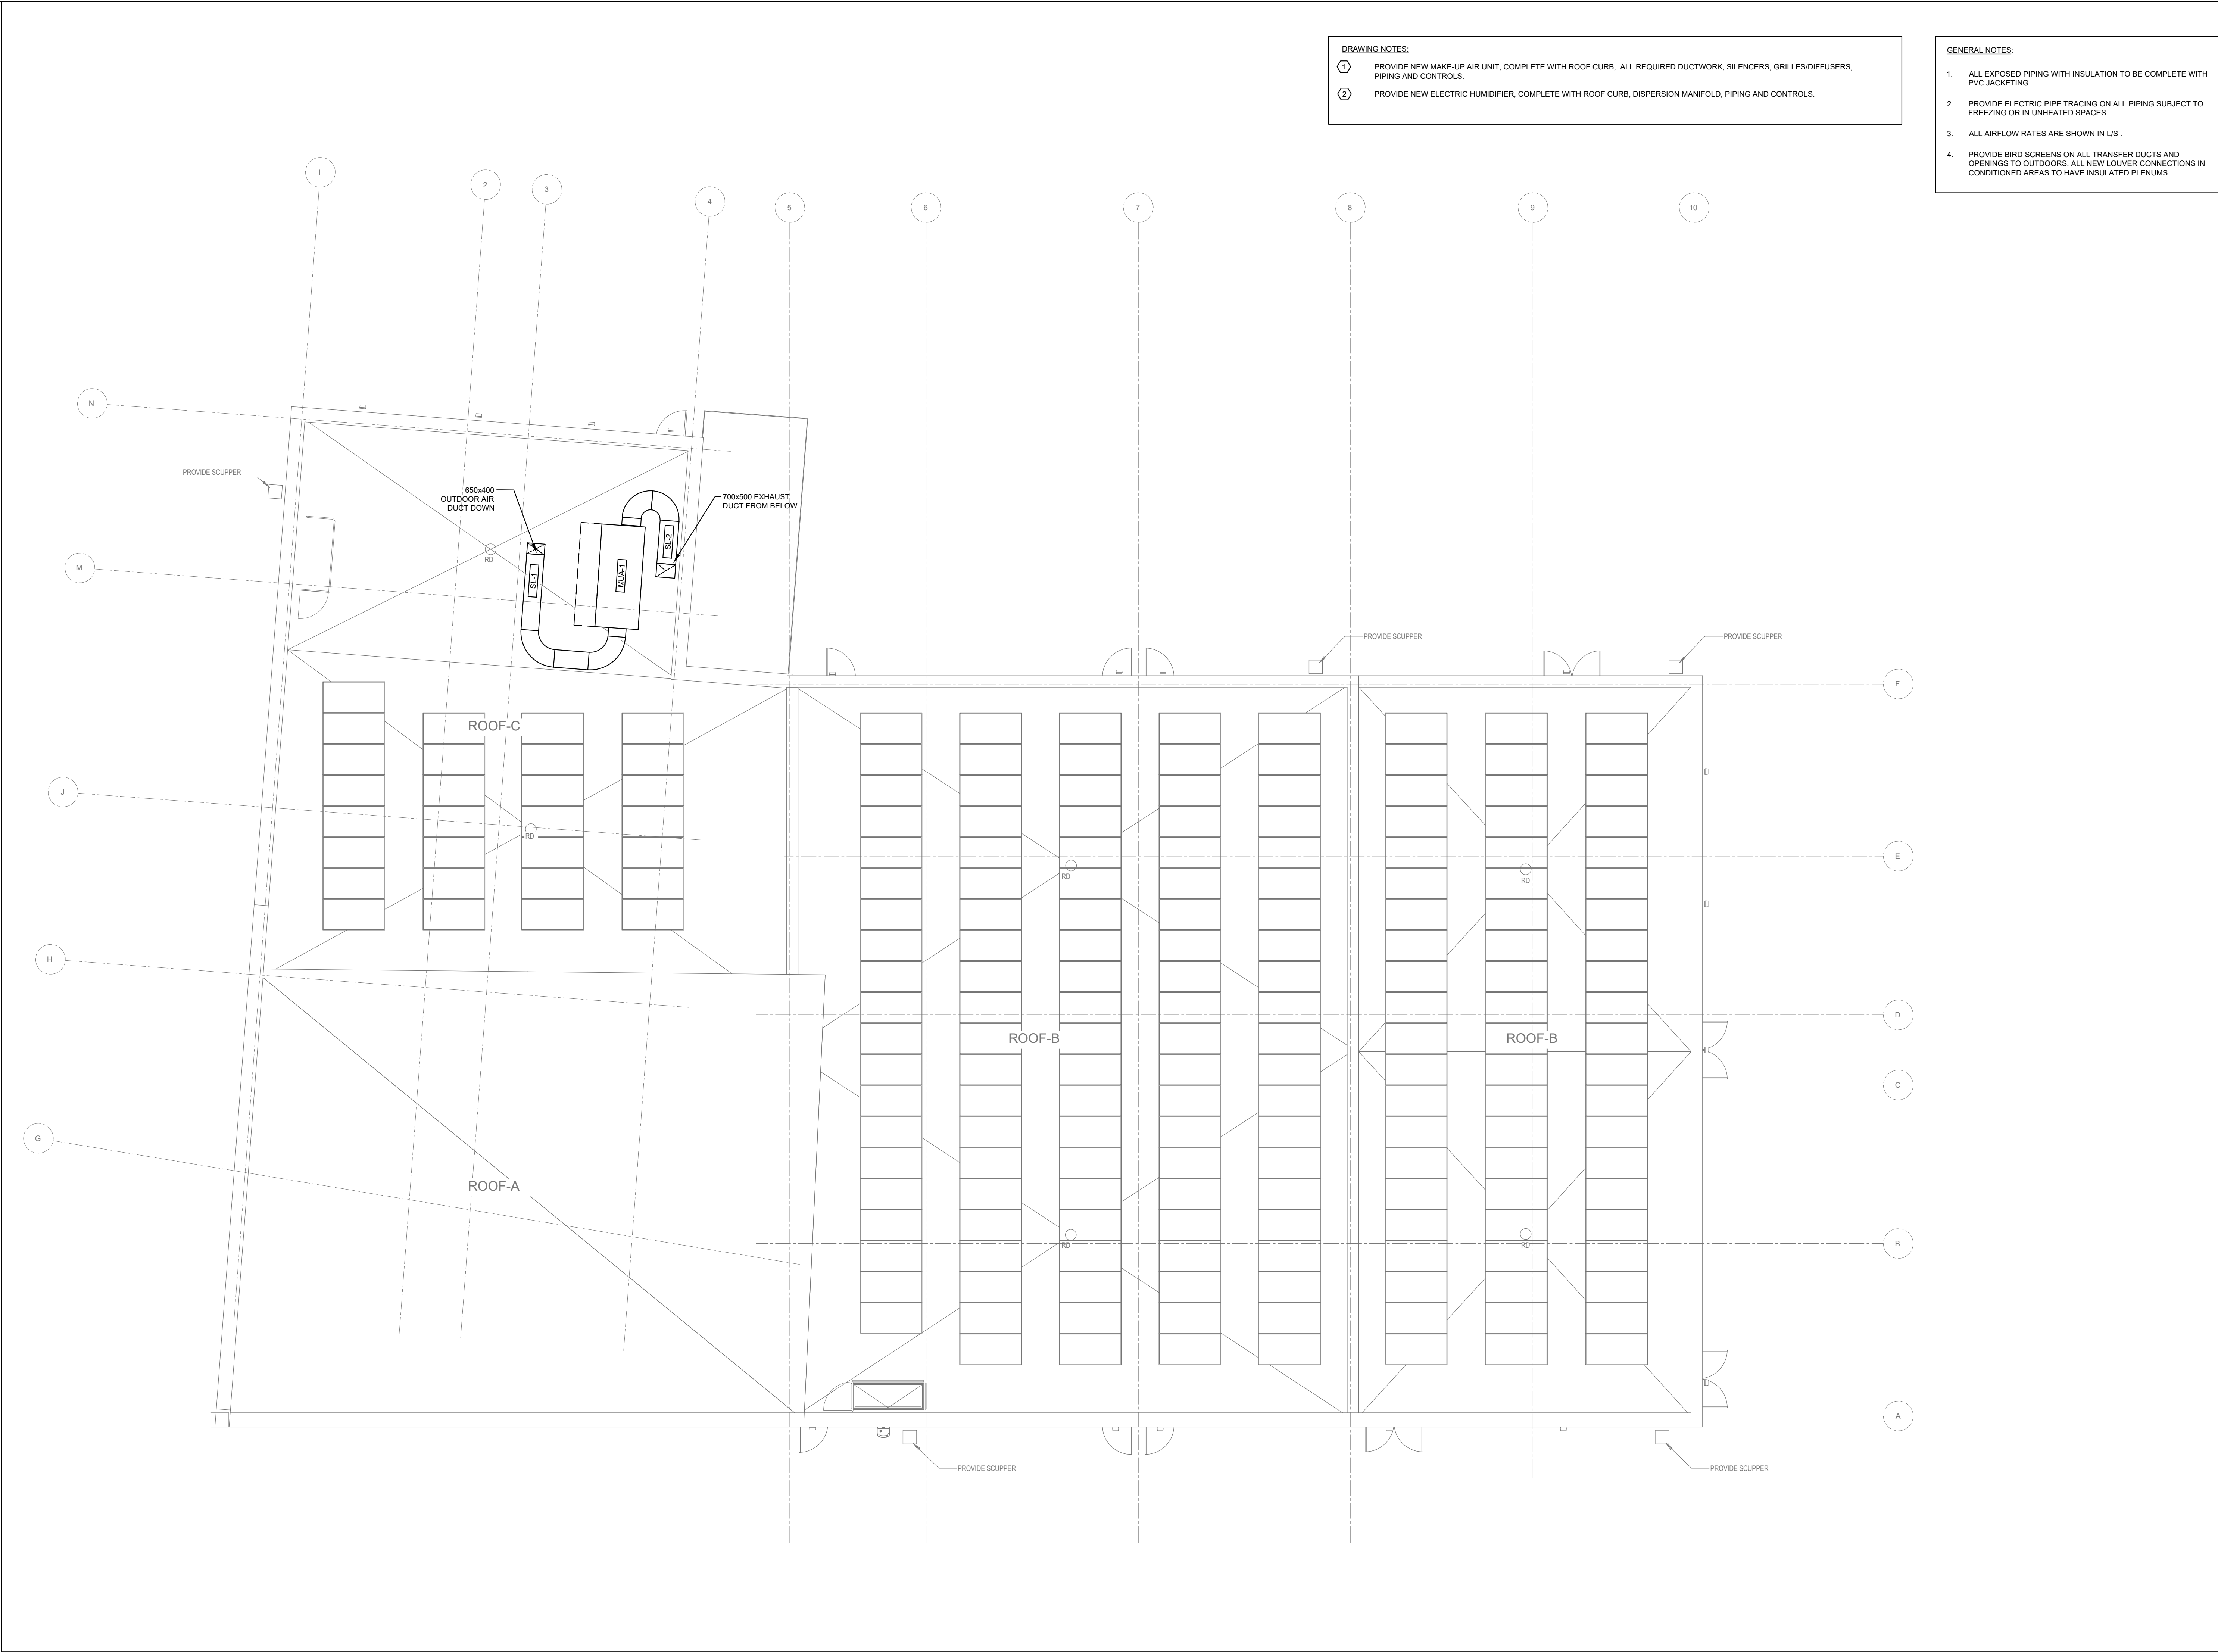 DRAWING NOTES:
1 PROVIDE NEW MAKE-UP AIR UNIT, COMPLETE WITH ROOF CURB, ALL REQUIRED DUCTWORK, SILENCERS, GRILLES/DIFFUSERS,
PIPING AND CONTROLS.
2 PROVIDE NEW ELECTRIC HUMIDIFIER, COMPLETE WITH ROOF CURB, DISPERSION MANIFOLD, PIPING AND CONTROLS.
GENERAL NOTES:
1. ALL EXPOSED PIPING WITH INSULATION TO BE COMPLETE WITH
PVC JACKETING.
2. PROVIDE ELECTRIC PIPE TRACING ON ALL PIPING SUBJECT TO
FREEZING OR IN UNHEATED SPACES.
3. ALL AIRFLOW RATES ARE SHOWN IN L/S .
4. PROVIDE BIRD SCREENS ON ALL TRANSFER DUCTS AND
OPENINGS TO OUTDOORS. ALL NEW LOUVER CONNECTIONS IN
CONDITIONED AREAS TO HAVE INSULATED PLENUMS.
I
2
3
4
5
6
7
8
9
10
N
PROVIDE SCUPPER
650x400
OUTDOOR AIR
DUCT DOWN
700x500 EXHAUST
DUCT FROM BELOW
SL-2
RD
M
SL-1
MUA-1
PROVIDE SCUPPER
PROVIDE SCUPPER
F
ROOF-C
J
RD
E
RD
RD
H
D
ROOF-B
ROOF-B
C
G
ROOF-A
B
RD
RD
A
PROVIDE SCUPPER
PROVIDE SCUPPER